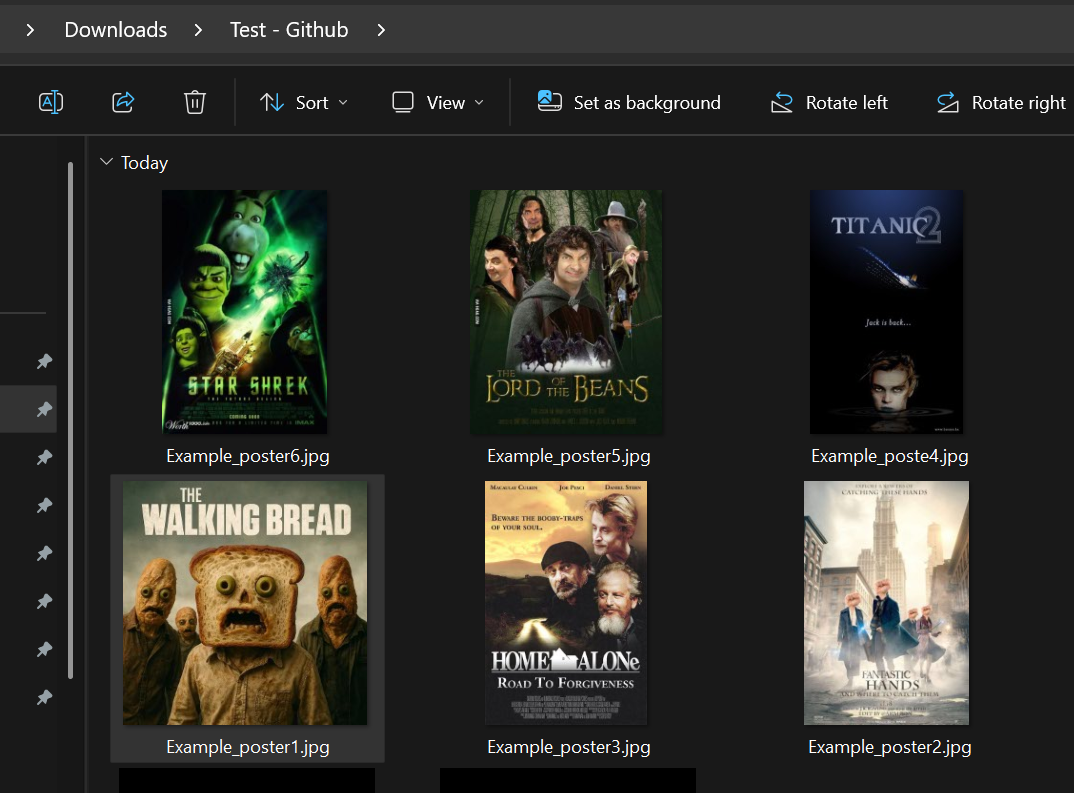 Downloads
Test - Github
Sort
View
Set as background
Rotate left
Rotate right
Today
STAR SHREK
THE FUTURE BEGINS
COMING SOON
Worth1000.com
THE
LORD OF THE BEANS
TITANIC 2
Jack is back...
Example_poster6.jpg
Example_poster5.jpg
Example_poste4.jpg
THE
WALKING BREAD
MACAULAY CULKIN JOE PESCI DANIEL STERN
BEWARE THE BOOBY-TRAPS
OF YOUR SOUL.
HOME ALONe
ROAD TO FORGIVENESS
CATCHING THESE HANDS
FANTASTIC
HANDS
AND WHERE TO CATCH THEM
Example_poster1.jpg
Example_poster3.jpg
Example_poster2.jpg